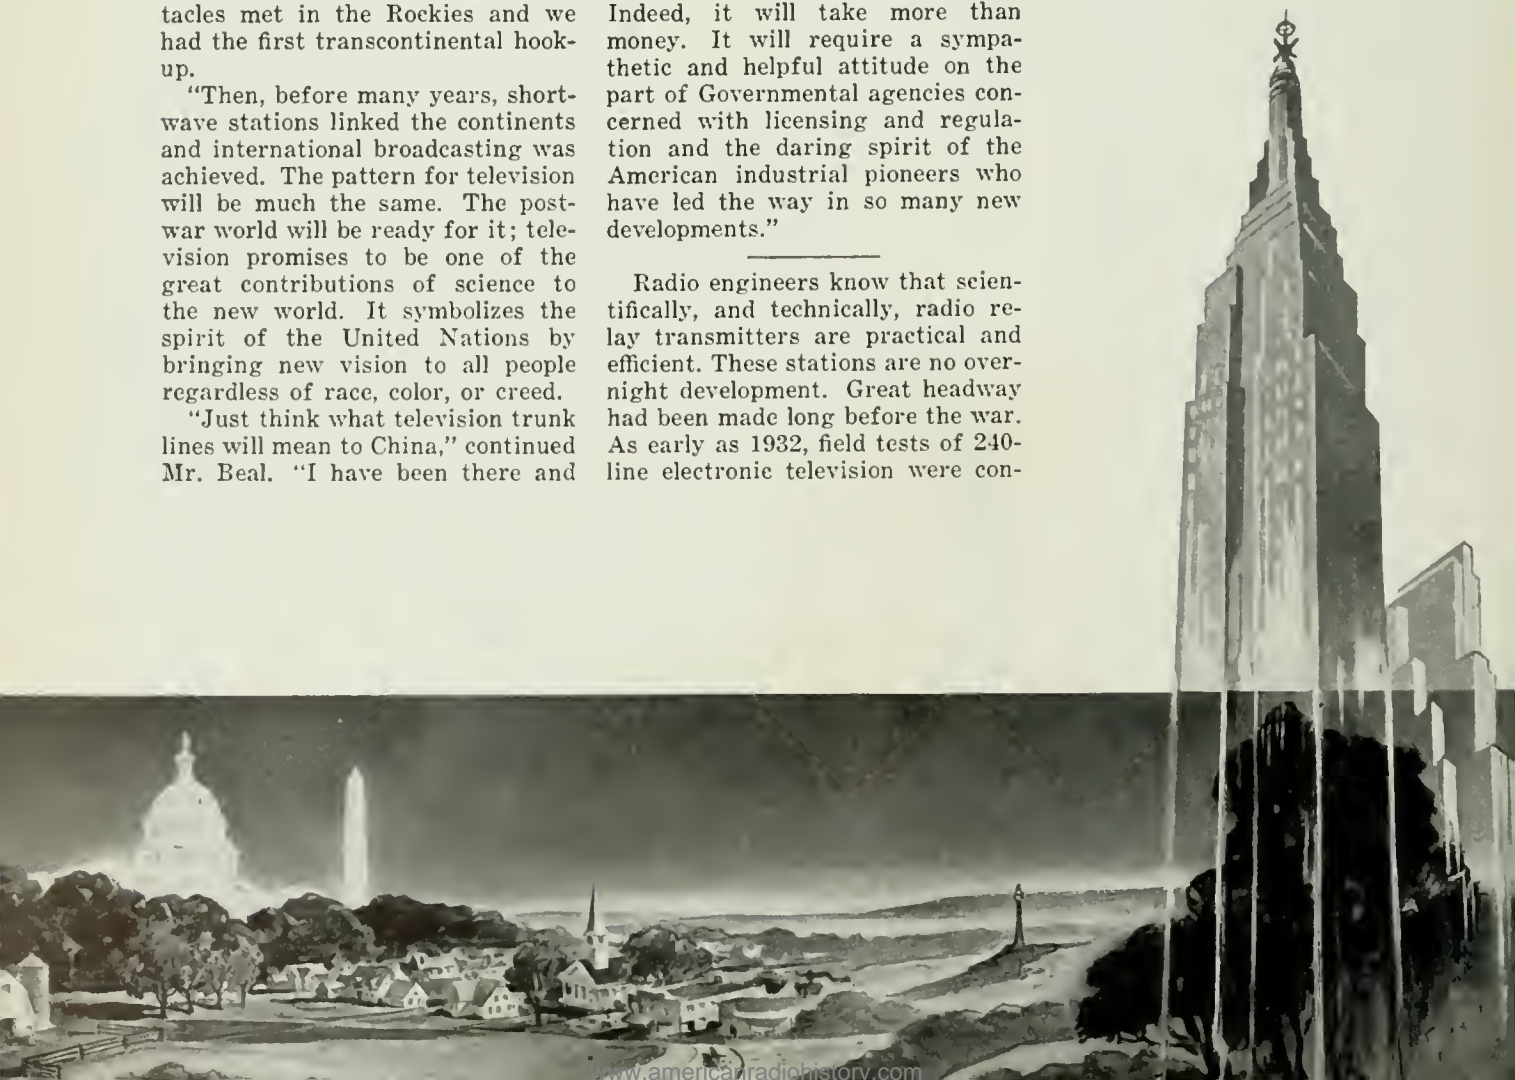 tacles met in the Rockies and we
had the first transcontinental hook-
up.
“Then, before many years, short-
wave stations linked the continents
and international broadcasting was
achieved. The pattern for television
will be much the same. The post-
war world will be ready for it; tele-
vision promises to be one of the
great contributions of science to
the new world. It symbolizes the
spirit of the United Nations by
bringing new vision to all people
regardless of race, color, or creed.
“Just think what television trunk
lines will mean to China,” continued
Mr. Beal. “I have been there and
Indeed, it will take more than
money. It will require a sympa-
thetic and helpful attitude on the
part of Governmental agencies con-
cerned with licensing and regula-
tion and the daring spirit of the
American industrial pioneers who
have led the way in so many new
developments.”
Radio engineers know that scien-
tifically, and technically, radio re-
lay transmitters are practical and
efficient. These stations are no over-
night development. Great headway
had been made long before the war.
As early as 1932, field tests of 240-
line electronic television were con-
www.americanradiohistory.com